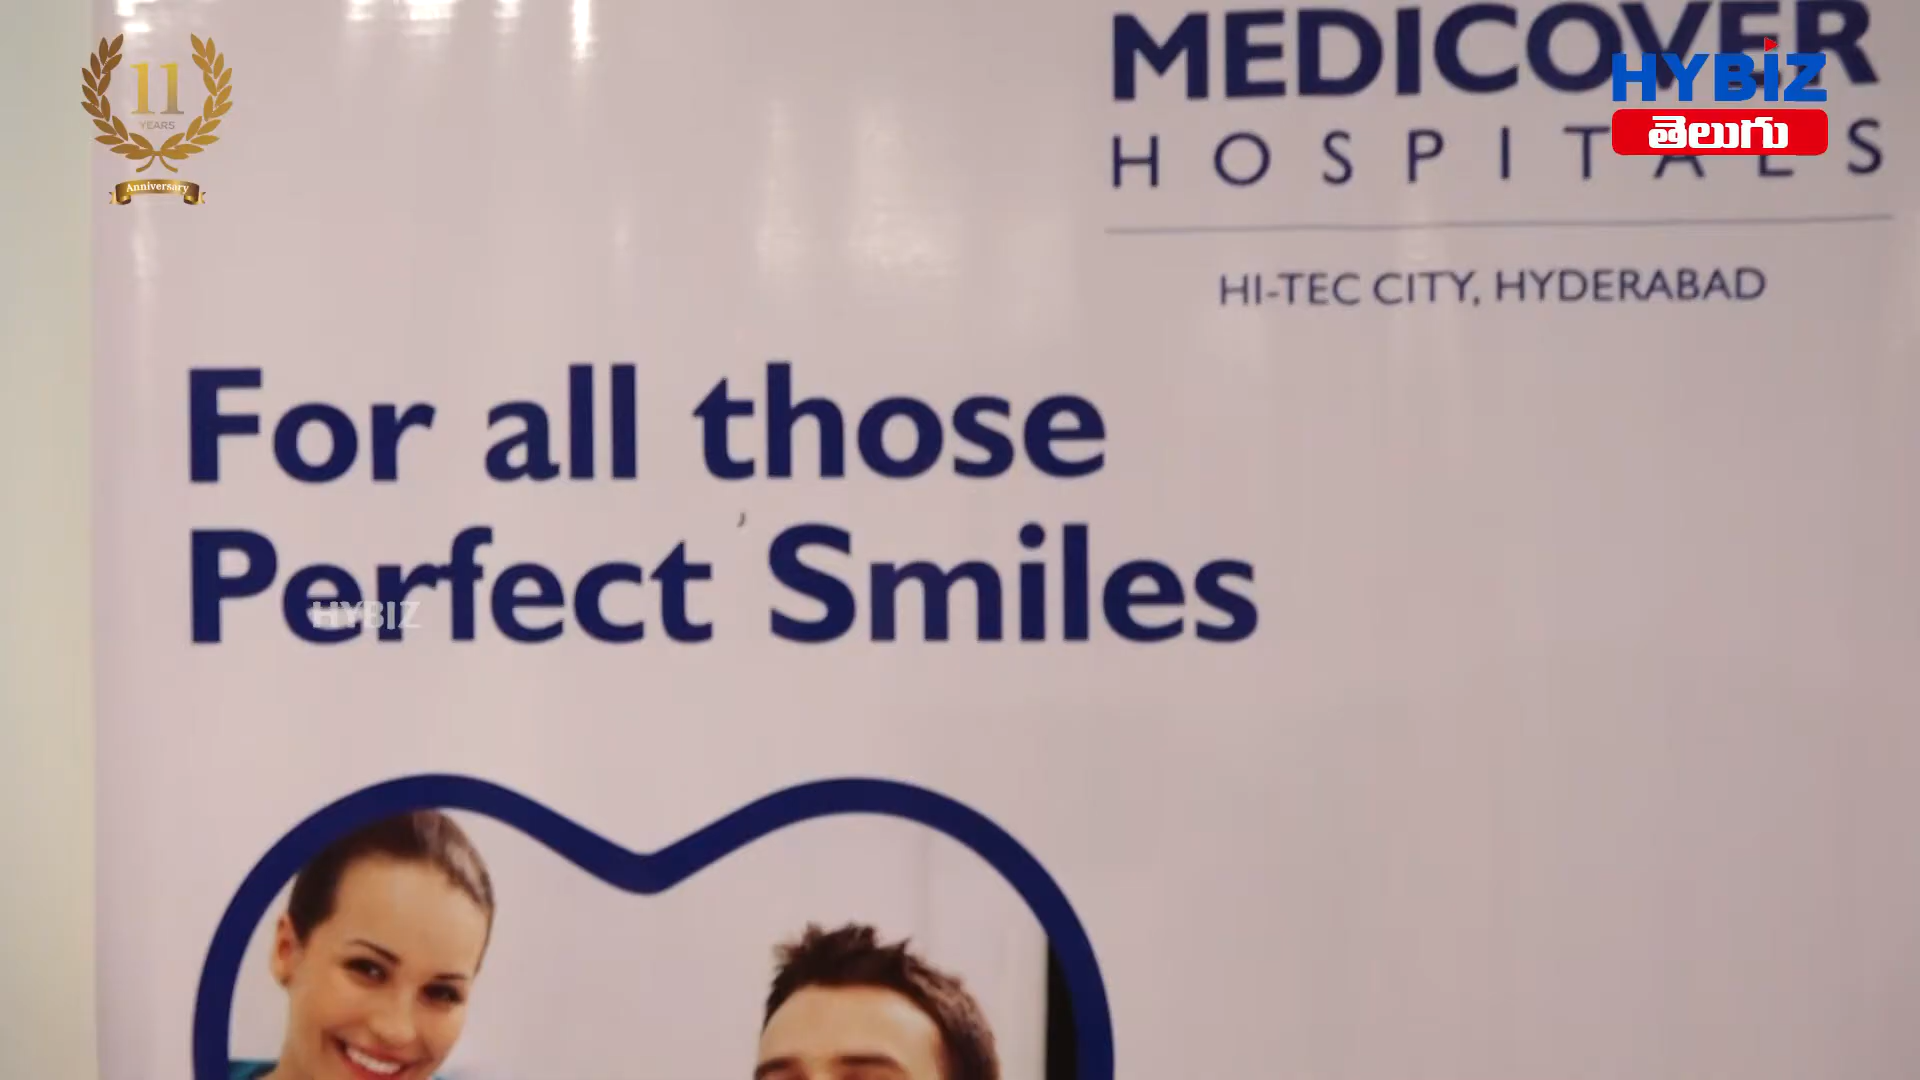 11
YEARS
Anniversary
MEDICOVER
HOSPITALS
HYBIZ
తెలుగు
HI-TEC CITY, HYDERABAD
For all those
Perfect Smiles
HYBIZ